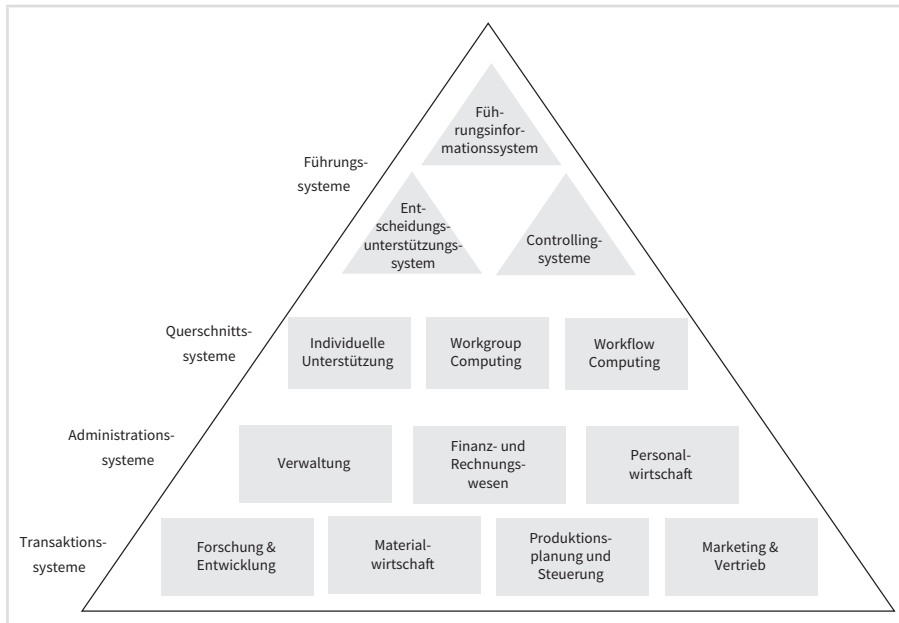 Füh-
rungsinfor-
mationssystem
Führungs-
systeme
Ent-
scheidungs-
unterstützungs-
system
Controlling-
systeme
Querschnitts-
systeme
Individuelle
Unterstützung
Workgroup
Computing
Workflow
Computing
Administrations-
systeme
Verwaltung
Finanz- und
Rechnungs-
wesen
Personal-
wirtschaft
Transaktions-
systeme
Forschung &
Entwicklung
Material-
wirtschaft
Produktions-
planung und
Steuerung
Marketing &
Vertrieb